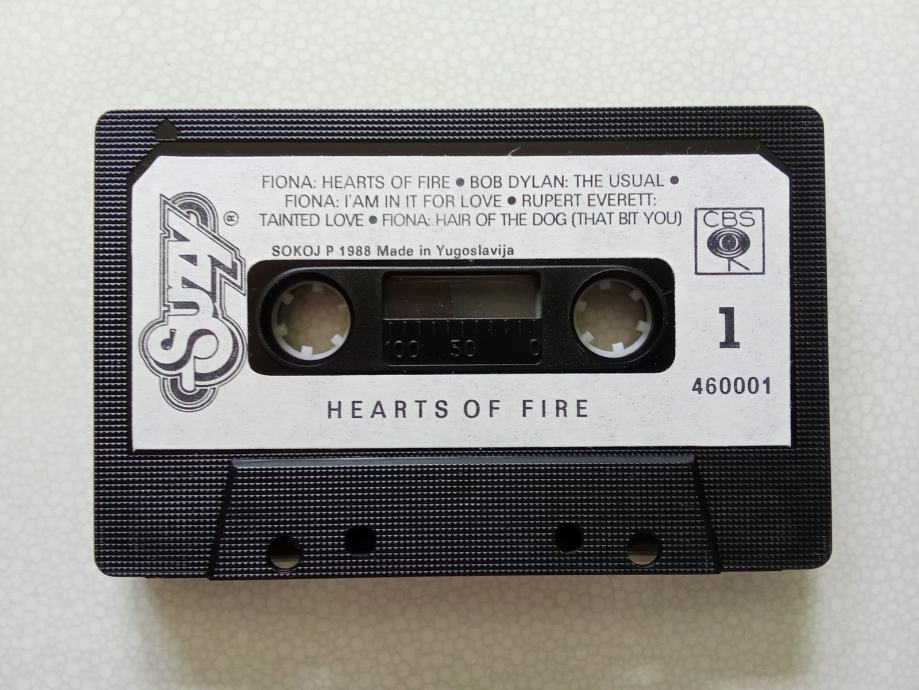 FIONA: HEARTS OF FIRE ● BOB DYLAN: THE USUAL ●
FIONA: I'AM IN IT FOR LOVE ● RUPERT EVERETT:
TAINTED LOVE ● FIONA: HAIR OF THE DOG (THAT BIT YOU)
SOKOJ P 1988 Made in Yugoslavija
Suzy ®
CBS
1
100 50 0
460001
HEARTS OF FIRE